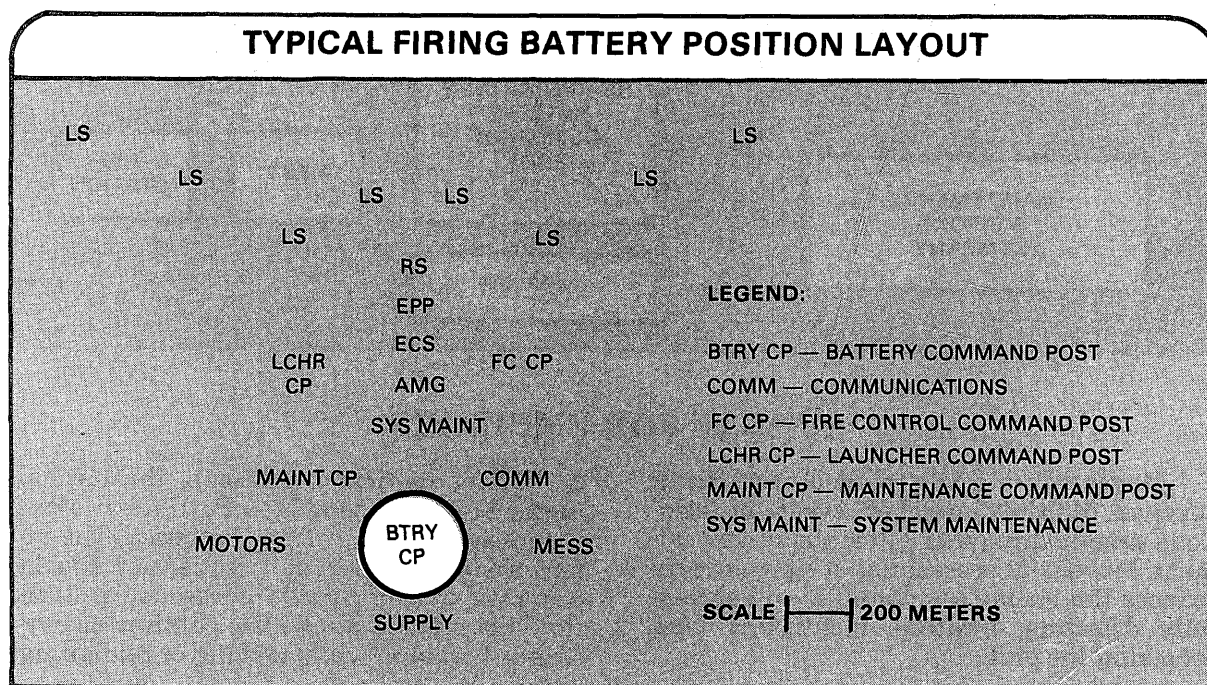 TYPICAL FIRING BATTERY POSITION LAYOUT
LS
LS
LS
LS
LS
LS
LS
LS
RS
EPP
ECS
LCHR
CP
FC CP
AMG
SYS MAINT
MAINT CP
COMM
MOTORS
BTRY
CP
MESS
SUPPLY
LEGEND:
BTRY CP — BATTERY COMMAND POST
COMM — COMMUNICATIONS
FC CP — FIRE CONTROL COMMAND POST
LCHR CP — LAUNCHER COMMAND POST
MAINT CP — MAINTENANCE COMMAND POST
SYS MAINT — SYSTEM MAINTENANCE
SCALE 200 METERS